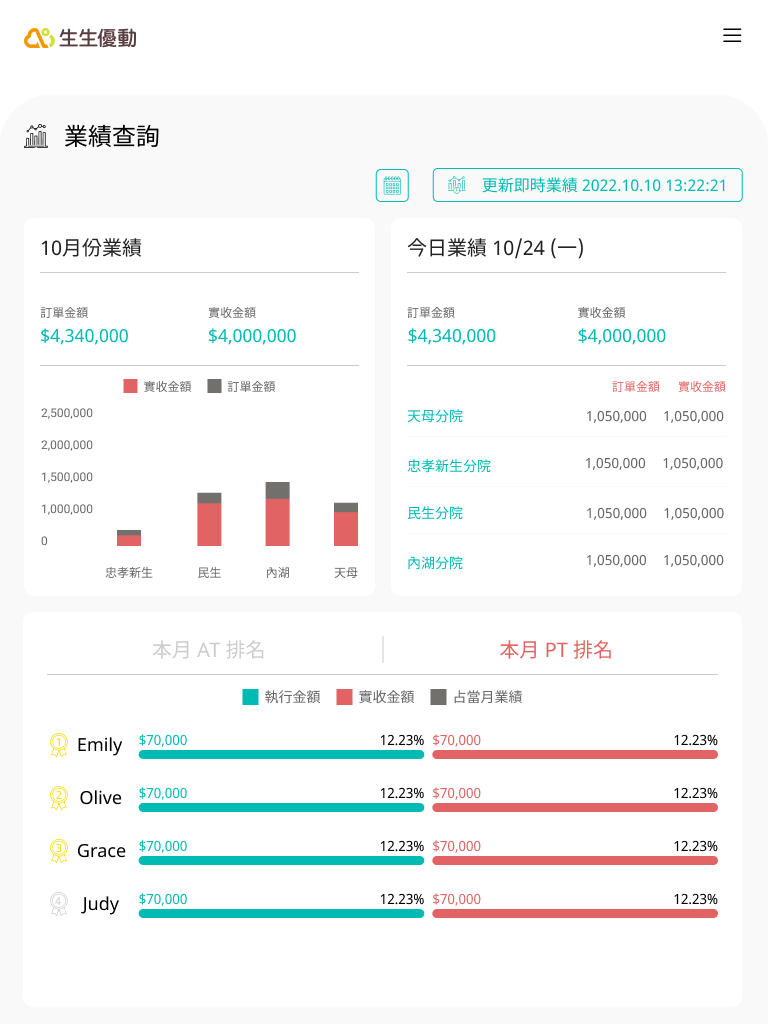 生生優動
業績查詢
更新即時業績 2022.10.10 13:22:21
10月份業績
訂單金額 實收金額
$4,340,000 $4,000,000
實收金額 訂單金額
2,500,000
2,000,000
1,500,000
1,000,000
0
忠孝新生 民生 內湖 天母
今日業績 10/24 (一)
訂單金額 實收金額
$4,340,000 $4,000,000
訂單金額 實收金額
天母分院 1,050,000 1,050,000
忠孝新生分院 1,050,000 1,050,000
民生分院 1,050,000 1,050,000
內湖分院 1,050,000 1,050,000
本月 AT 排名 本月 PT 排名
執行金額 實收金額 占當月業績
1 Emily $70,000 12.23% $70,000 12.23%
2 Olive $70,000 12.23% $70,000 12.23%
3 Grace $70,000 12.23% $70,000 12.23%
4 Judy $70,000 12.23% $70,000 12.23%